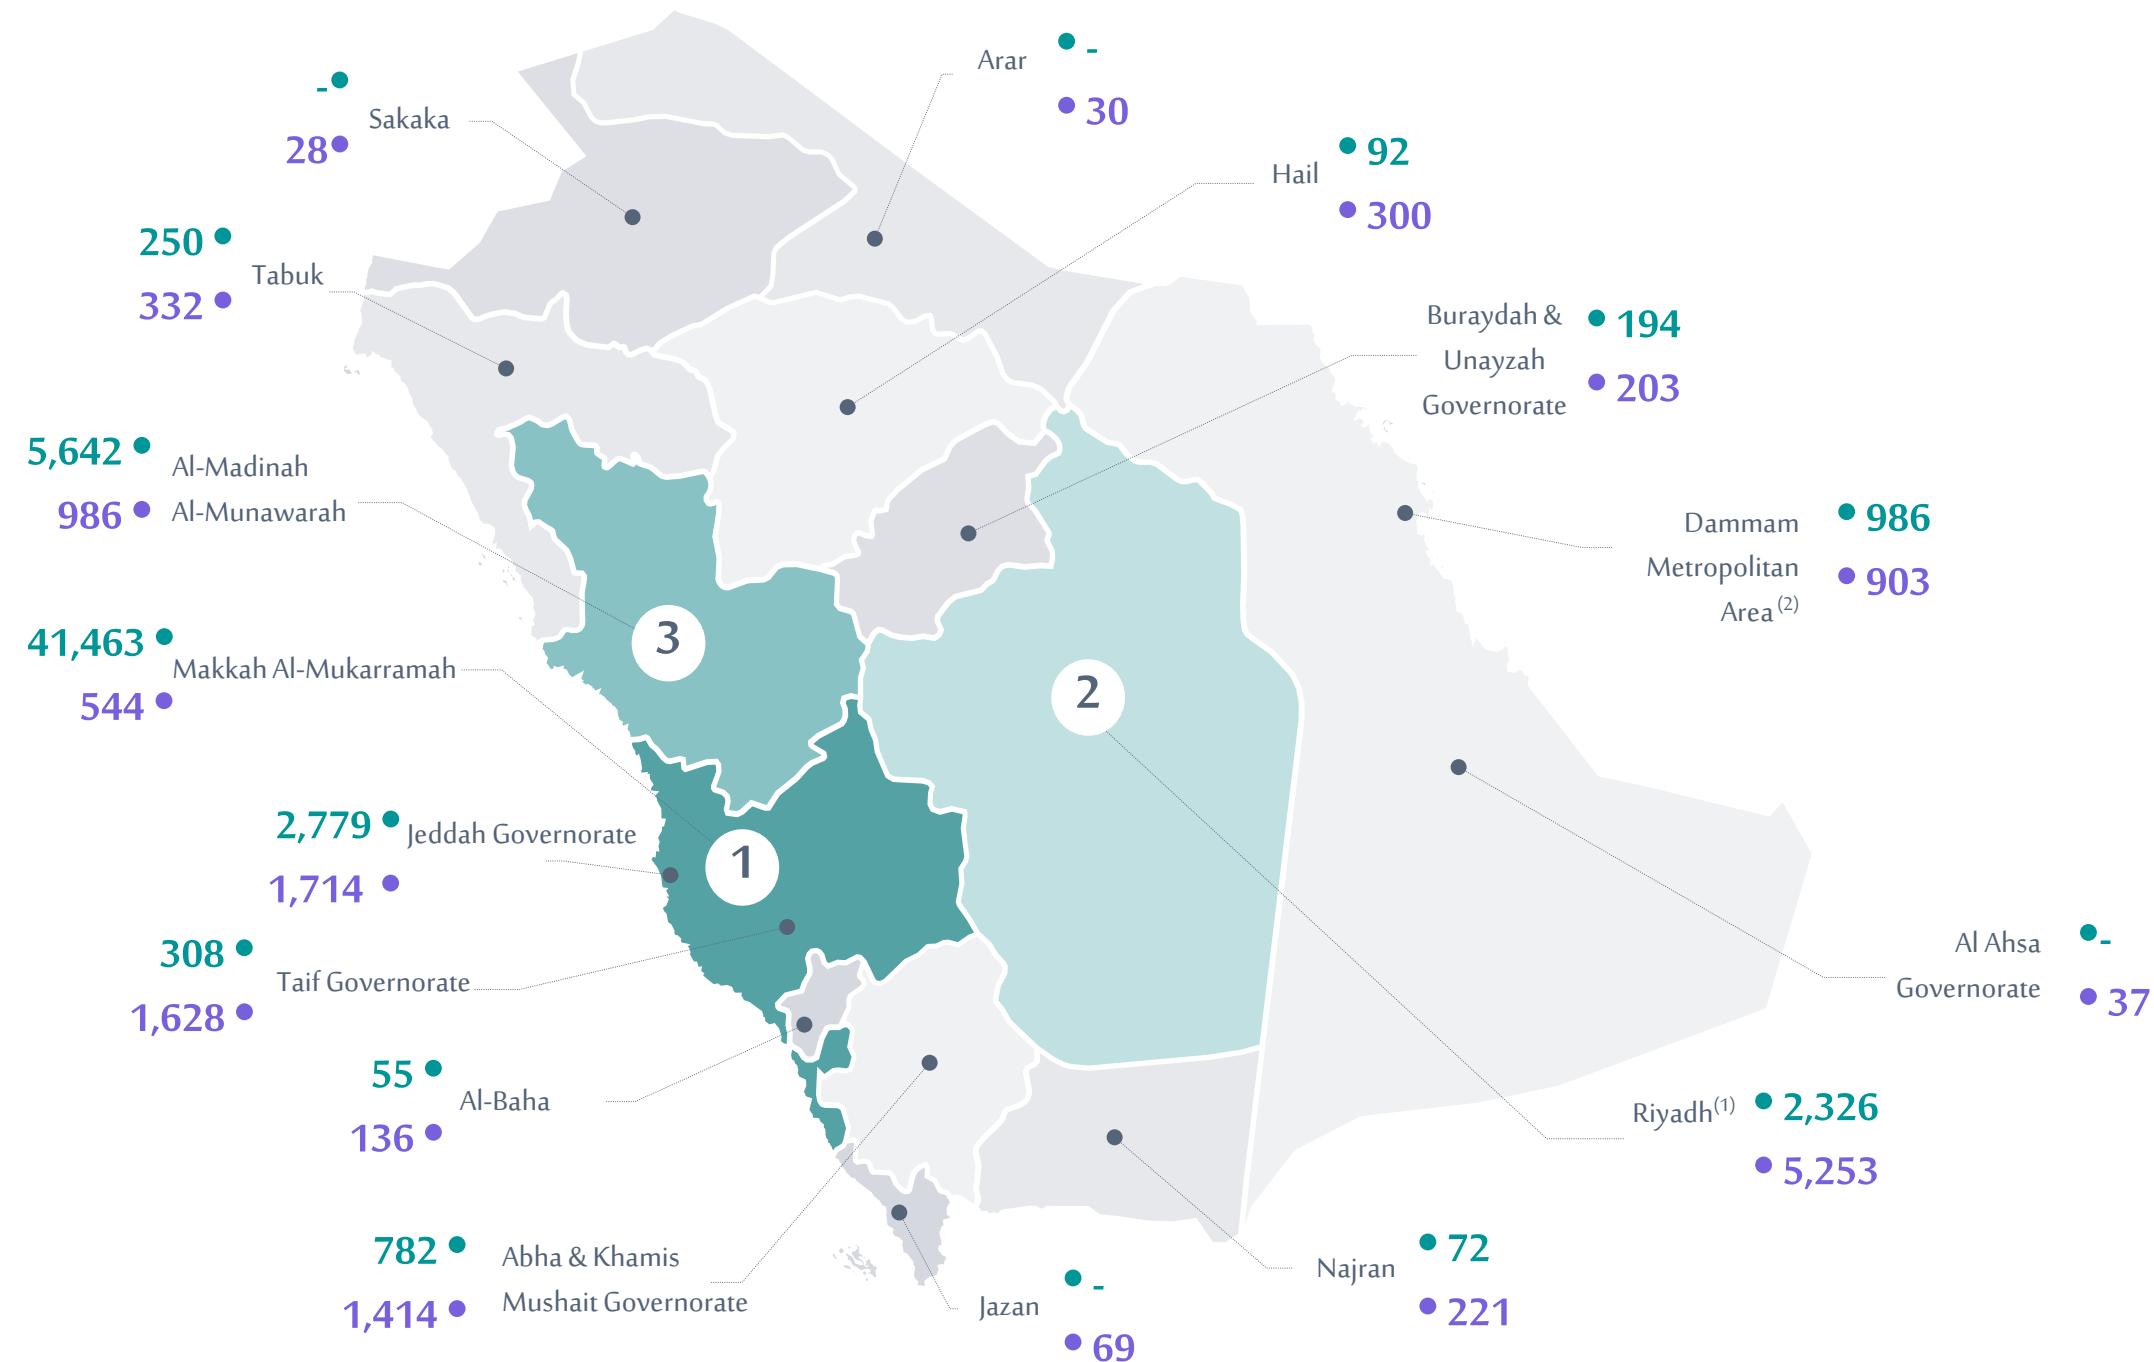 -
Sakaka
28
Arar
-
30
92
Hail
300
250
Tabuk
332
Buraydah &
Unayzah
Governorate
194
203
5,642
Al-Madinah
Al-Munawarah
986
Dammam
Metropolitan
Area (2)
986
903
41,463
Makkah Al-Mukarramah
544
3
2
1
2,779
Jeddah Governorate
1,714
308
Taif Governorate
1,628
Al Ahsa
Governorate
-
37
55
Al-Baha
136
Riyadh(1)
2,326
5,253
782
Abha & Khamis
Mushait Governorate
1,414
-
Jazan
69
72
Najran
221